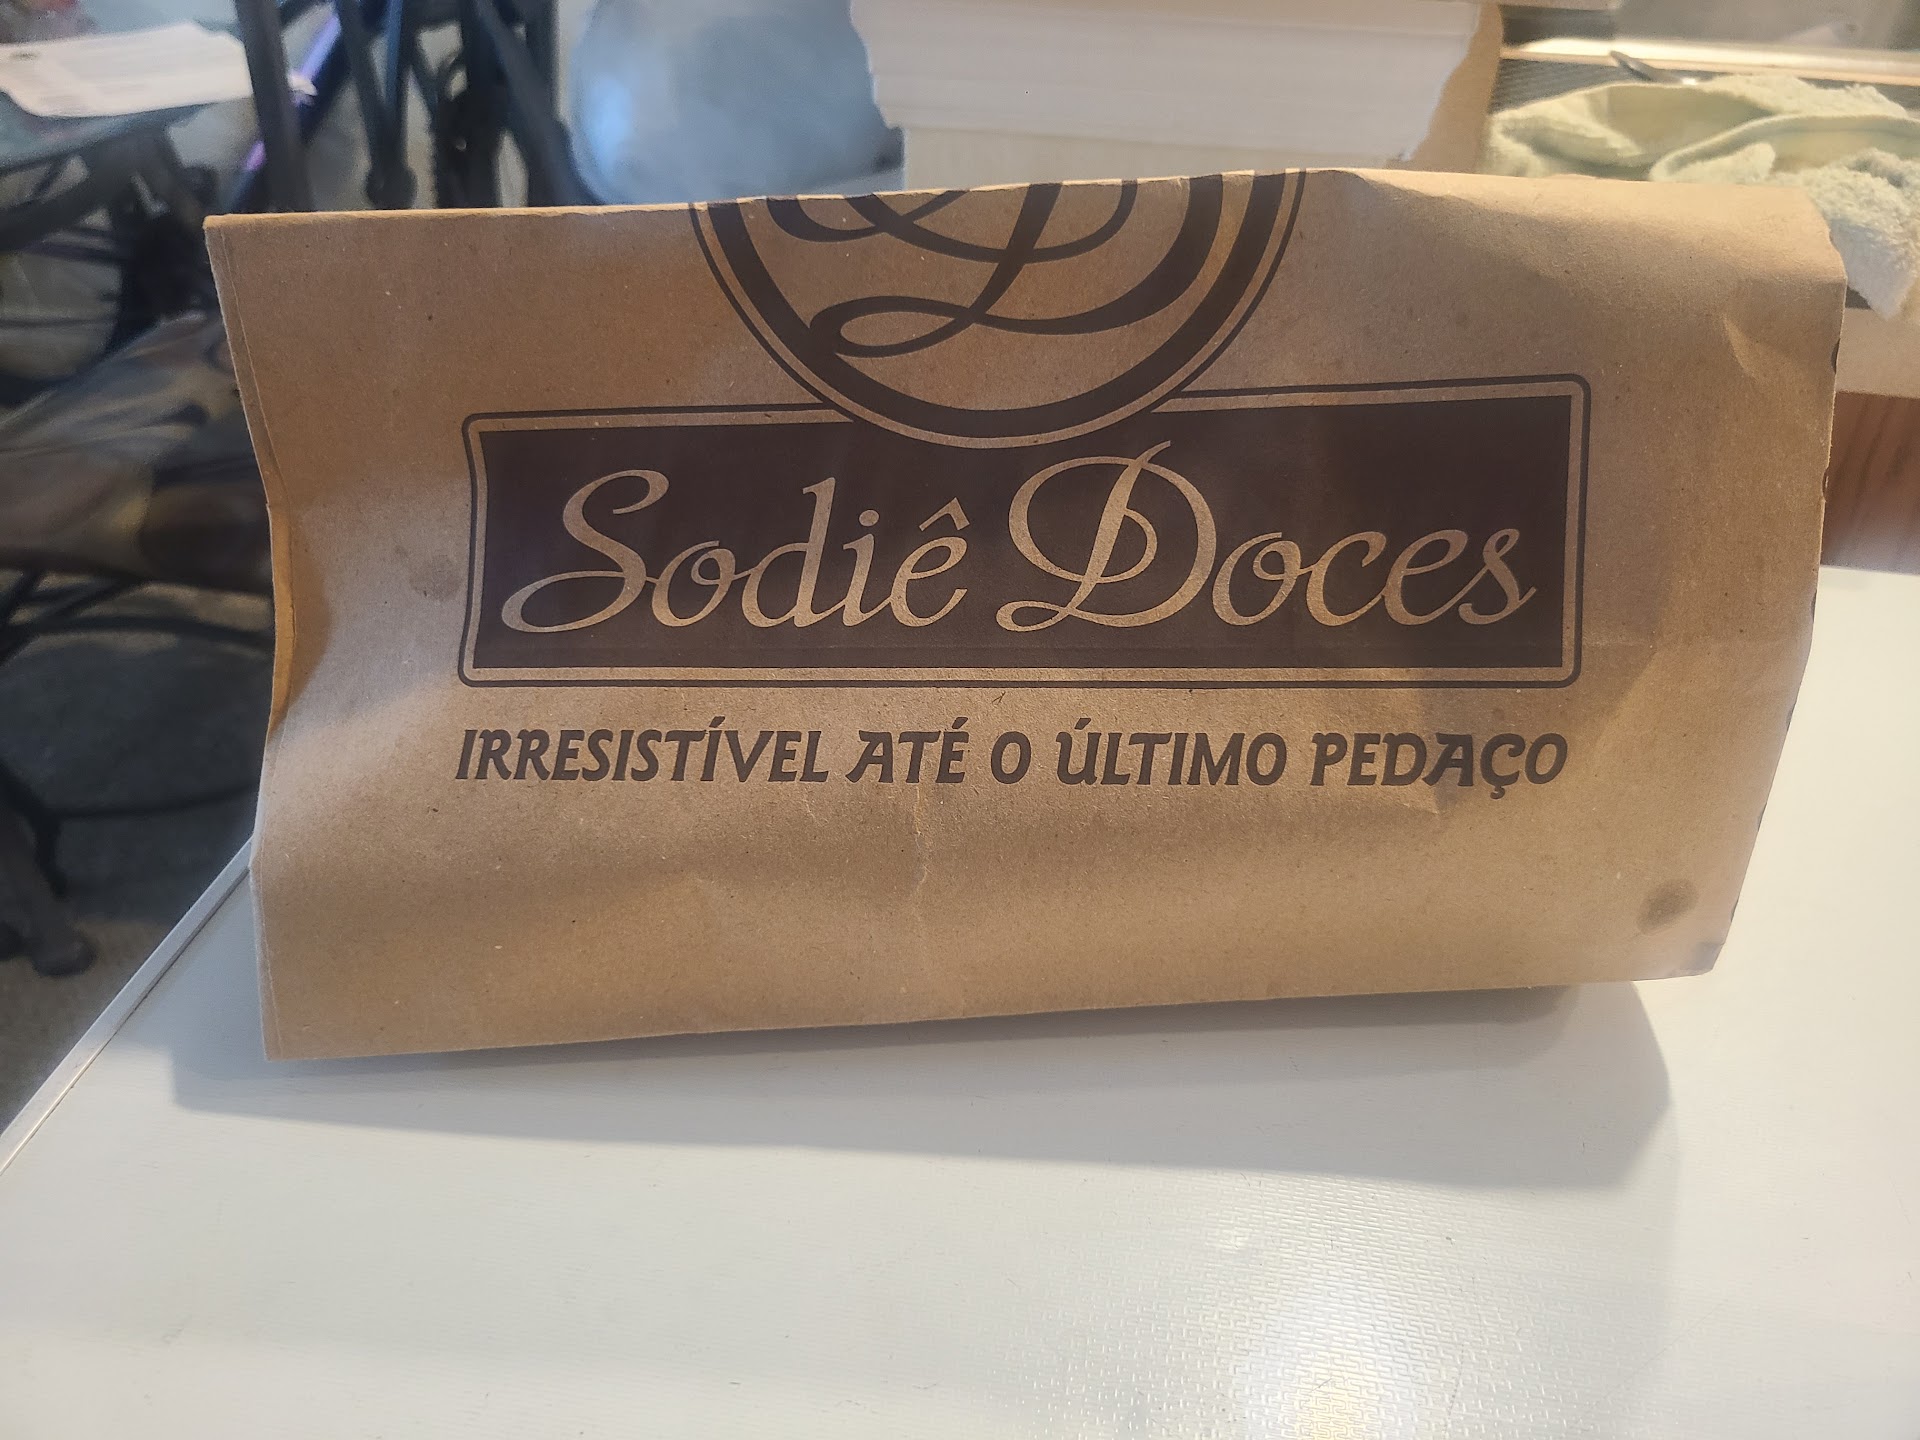 Sodiê Doces
IRRESISTÍVEL ATÉ O ÚLTIMO PEDAÇO